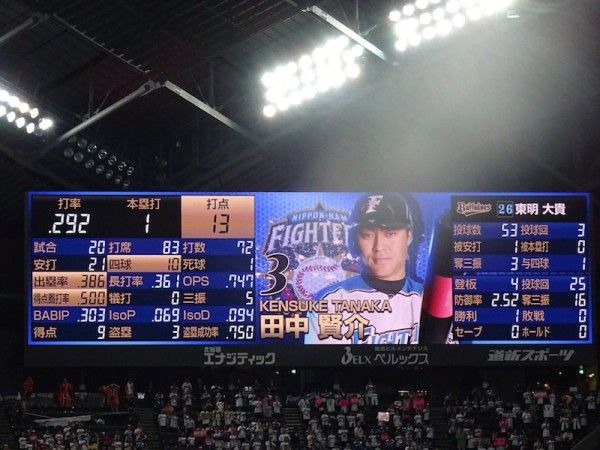 打率 本塁打 打点
.292 1 13
試合 20 打席 83 打数 72
安打 21 四球 10 死球 1
出塁率 .386 長打率 .361 OPS .747
得点圏打率 .500 犠打 0 三振 5
BABIP .303 IsoP .069 IsoD .094
得点 9 盗塁 3 盗塁成功率 .750
NIPPON-HAM
FIGHTERS
3
KENSUKE TANAKA
田中 賢介
F
Buffaloes 26 東明 大貴
投球数 53 投球回 3
被安打 1 被本塁打 0
奪三振 3 与四球 1
登板 4 投球回 25
防御率 2.52 奪三振 16
勝利 1 敗戦 0
セーブ 0 ホールド 0
エナジティック ELX ベルックス 道新スポーツ